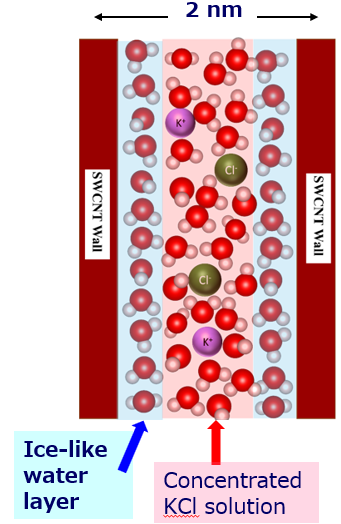 2 nm
K⁺
Cl⁻
SWCNT Wall
SWCNT Wall
Cl⁻
K⁺
Ice-like
water
layer
Concentrated
KCl solution